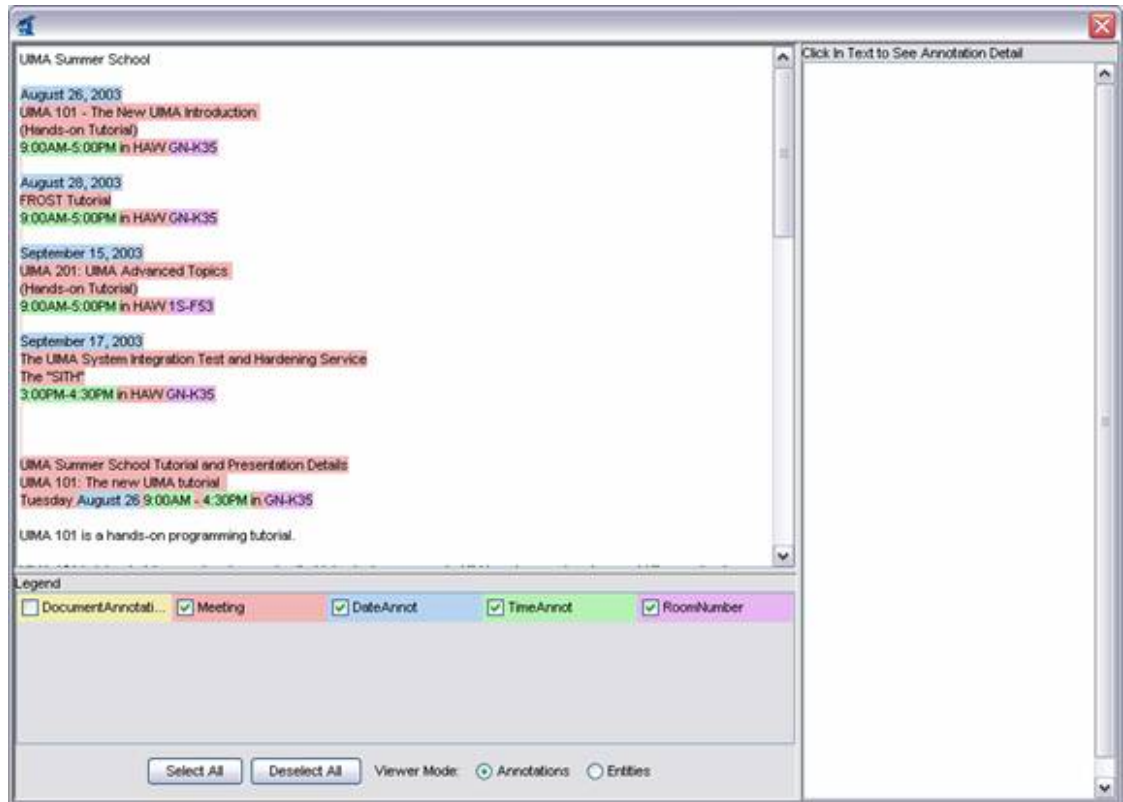 UIMA Summer School
August 26, 2003
UIMA 101 - The New UIMA Introduction
(Hands-on Tutorial)
9:00AM-5:00PM in HAW GN-K35
August 28, 2003
FROST Tutorial
9:00AM-5:00PM in HAW GN-K35
September 15, 2003
UIMA 201: UIMA Advanced Topics
(Hands-on Tutorial)
9:00AM-5:00PM in HAW 1S-F53
September 17, 2003
The UIMA System Integration Test and Hardening Service
The "SITH"
3:00PM-4:30PM in HAW GN-K35
UIMA Summer School Tutorial and Presentation Details
UIMA 101: The new UIMA tutorial
Tuesday August 26 9:00AM - 4:30PM in GN-K35
UIMA 101 is a hands-on programming tutorial.
Legend
DocumentAnnotati... Meeting DateAnnot TimeAnnot RoomNumber
Select All Deselect All Viewer Mode: Annotations Entities
Click In Text to See Annotation Detail